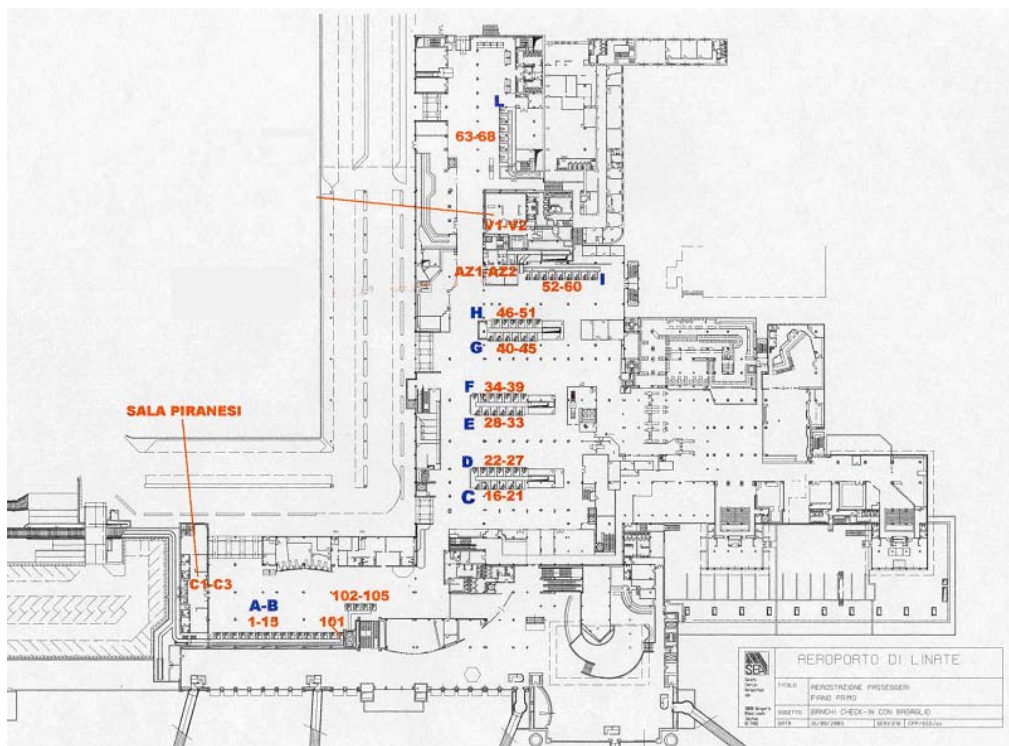 L
63-68
V1-V2
AZ1-AZ2
52-60
I
H
46-51
G
40-45
F
34-39
E
28-33
SALA PIRANESI
D
22-27
C
16-21
C1-C3
A-B
1-15
102-105
101
SEA
AEROPORTO DI LINATE
TITOLO
AEROSTAZIONE PASSEGGERI
PIANO PRIMO
OGGETTO
BANCHI CHECK-IN CON BAGAGLIO
DATA
SERVIZIO